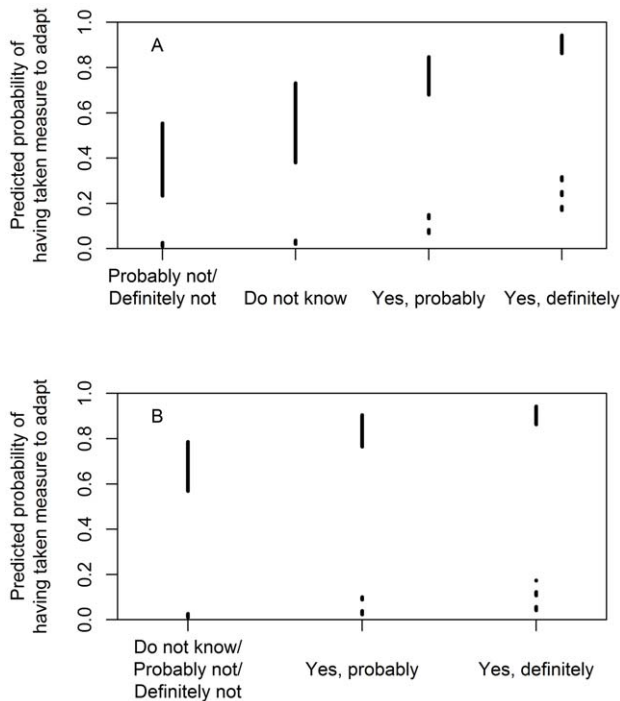 Predicted probability of
having taken measure to adapt
1.0
0.8
0.6
0.4
0.2
0.0
A
Probably not/
Definitely not
Do not know
Yes, probably
Yes, definitely
Predicted probability of
having taken measure to adapt
1.0
0.8
0.6
0.4
0.2
0.0
B
Do not know/
Probably not/
Definitely not
Yes, probably
Yes, definitely